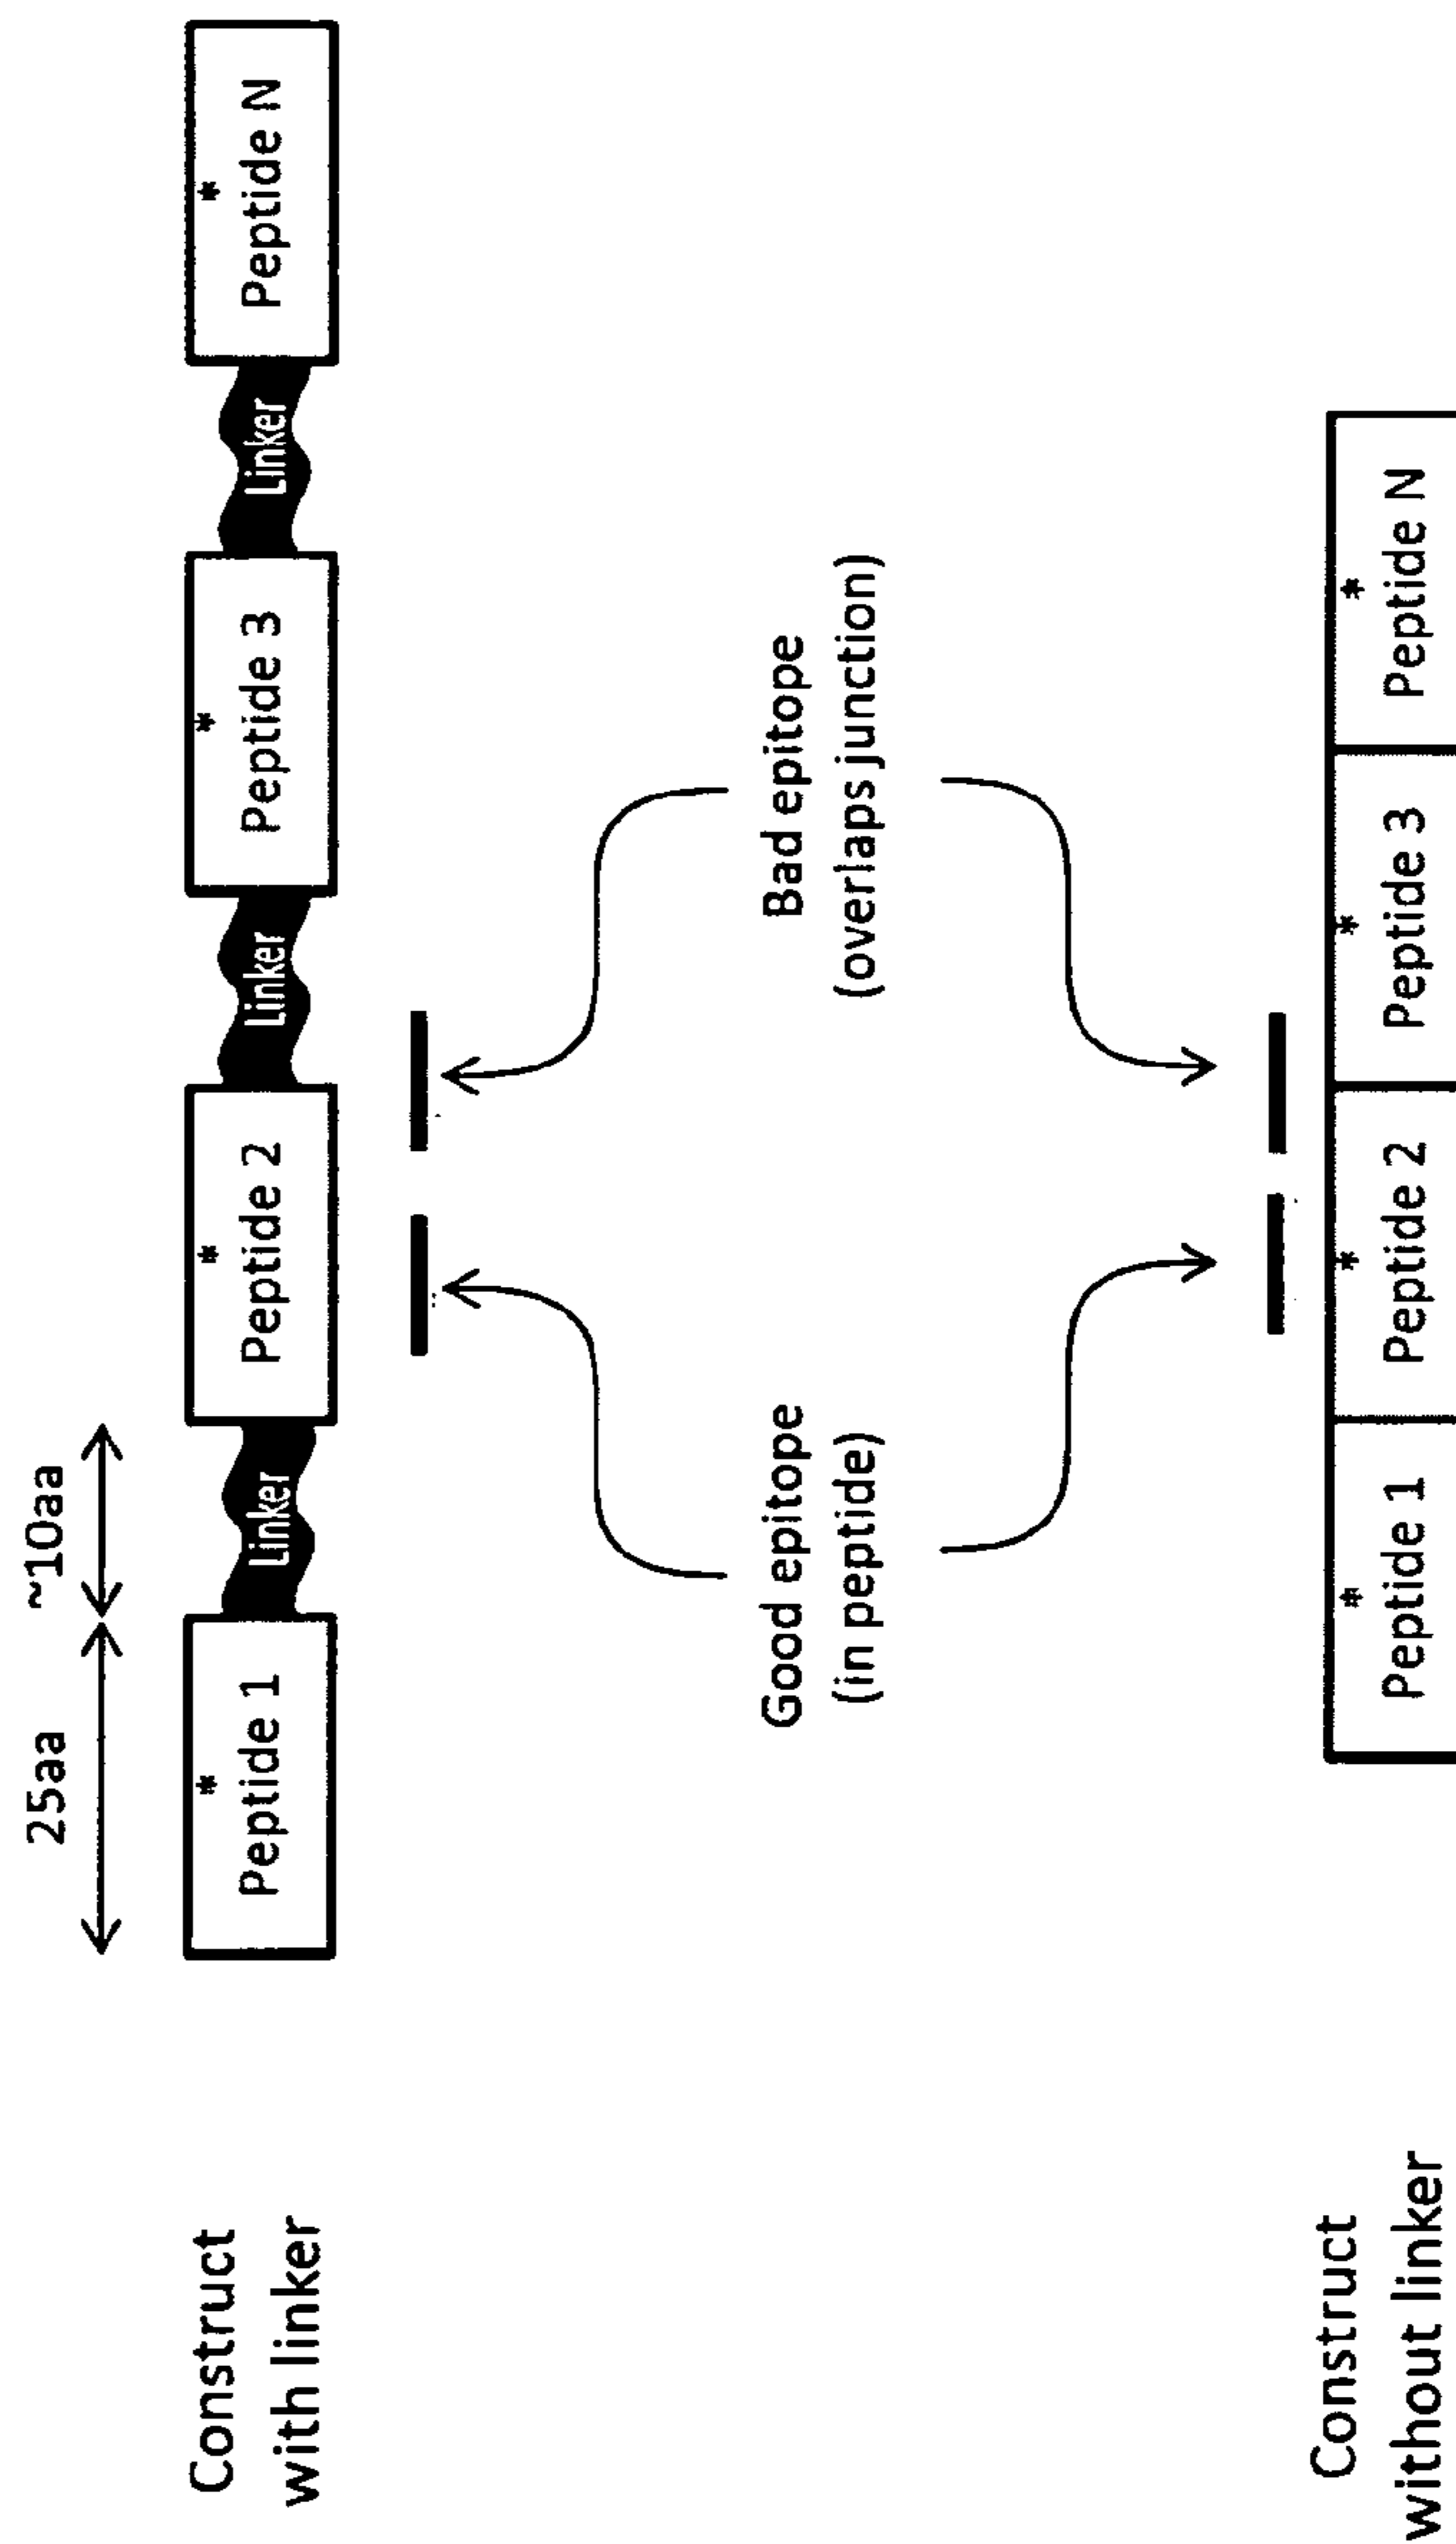 25aa ~10aa
Construct
with linker
* * * *
Peptide 1 Linker Peptide 2 Linker Peptide 3 Linker Peptide N
Good epitope
(in peptide)
Bad epitope
(overlaps junction)
Construct
without linker
* * * *
Peptide 1 Peptide 2 Peptide 3 Peptide N